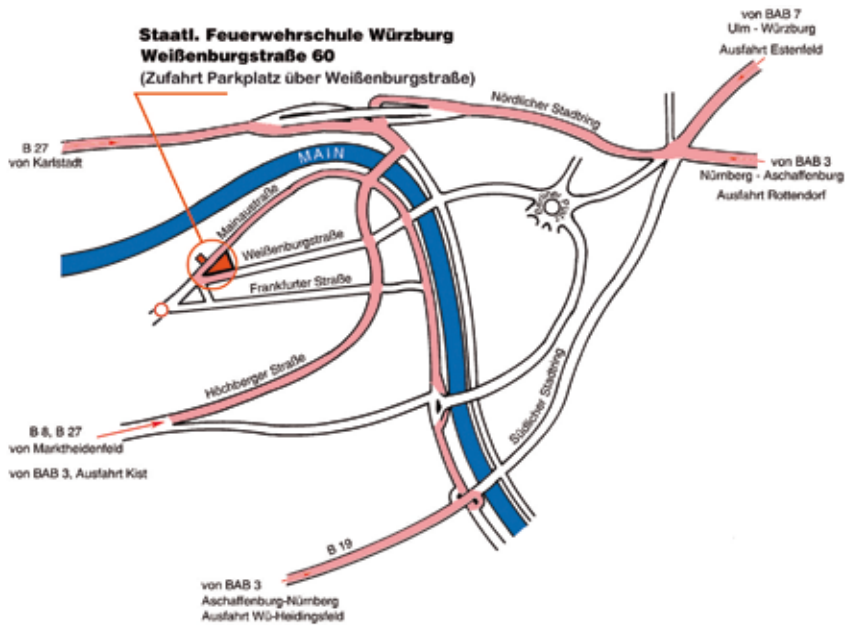 Staatl. Feuerwehrschule Würzburg
Weißenburgstraße 60
(Zufahrt Parkplatz über Weißenburgstraße)
von BAB 7
Ulm - Würzburg
Ausfahrt Estenfeld
Nördlicher Stadtring
B 27
von Karlstadt
MAIN
von BAB 3
Nürnberg - Aschaffenburg
Ausfahrt Rottendorf
Mainaustraße
Weißenburgstraße
Frankfurter Straße
Höchberger Straße
Südlicher Stadtring
B 8, B 27
von Marktheidenfeld
von BAB 3, Ausfahrt Kist
B 19
von BAB 3
Aschaffenburg-Nürnberg
Ausfahrt Wü-Heidingsfeld